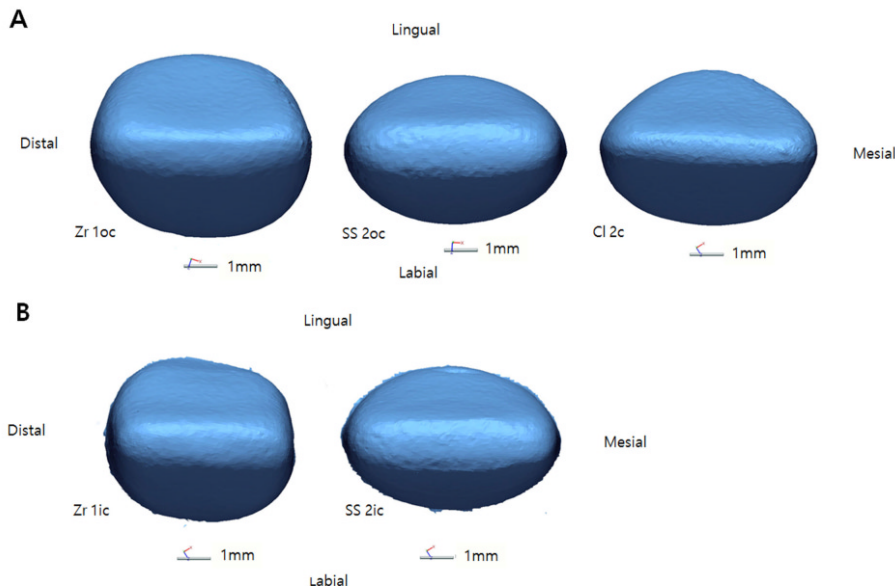 A
Lingual
Distal
Mesial
Zr 1oc
SS 2oc
Cl 2c
1mm
1mm
1mm
Labial
B
Lingual
Distal
Mesial
Zr 1ic
SS 2ic
1mm
1mm
Labial